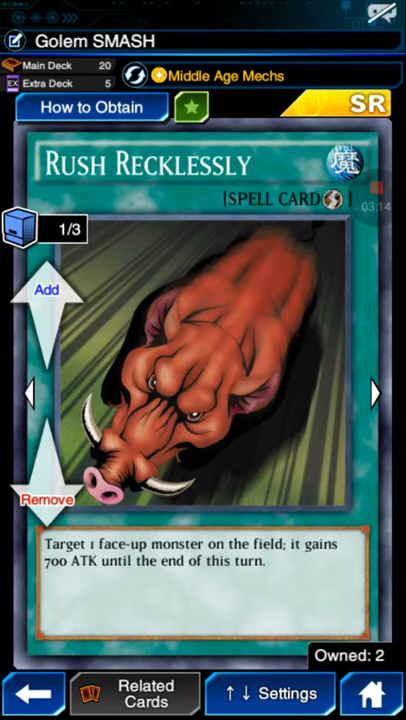 Golem SMASH
Main Deck 20
EX Extra Deck 5
Middle Age Mechs
How to Obtain
SR
RUSH RECKLESSLY
魔
[SPELL CARD ]
03:14
1/3
Add
Remove
Target 1 face-up monster on the field; it gains
700 ATK until the end of this turn.
Owned: 2
Related
Cards
↑↓ Settings